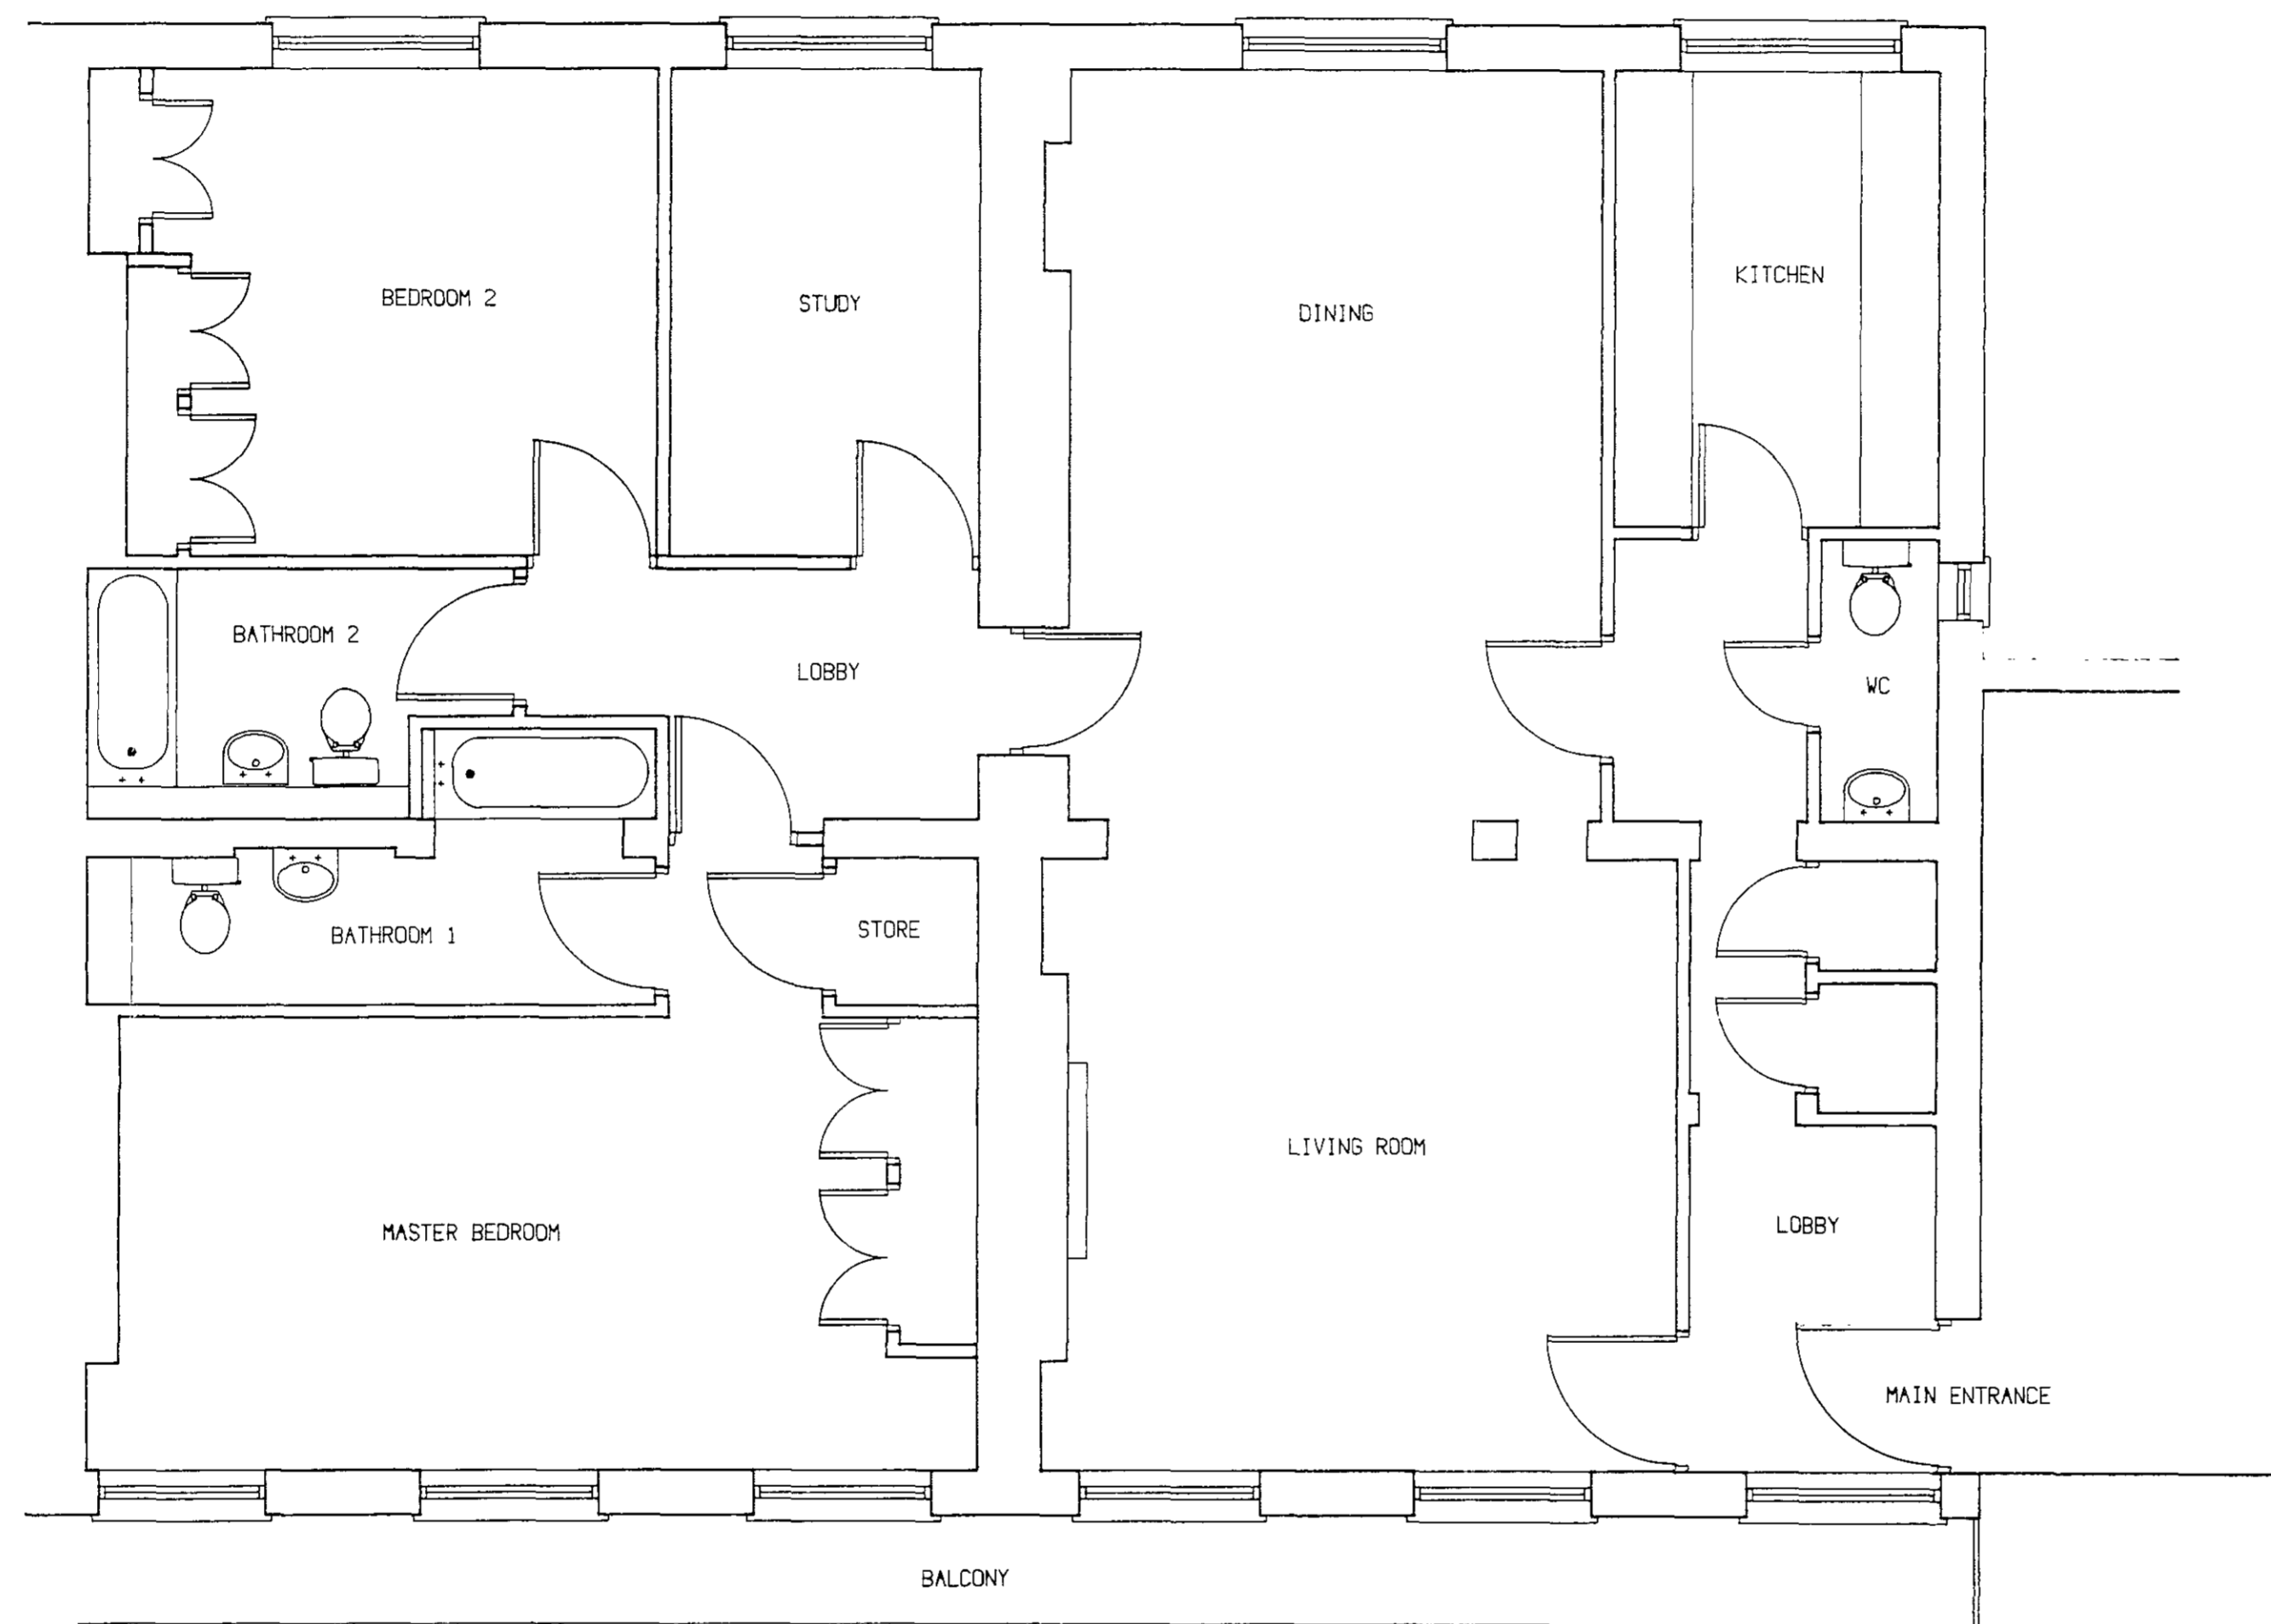 KITCHEN
BEDROOM 2
STUDY
DINING
BATHROOM 2
LOBBY
WC
STORE
BATHROOM 1
LIVING ROOM
LOBBY
MASTER BEDROOM
MAIN ENTRANCE
BALCONY